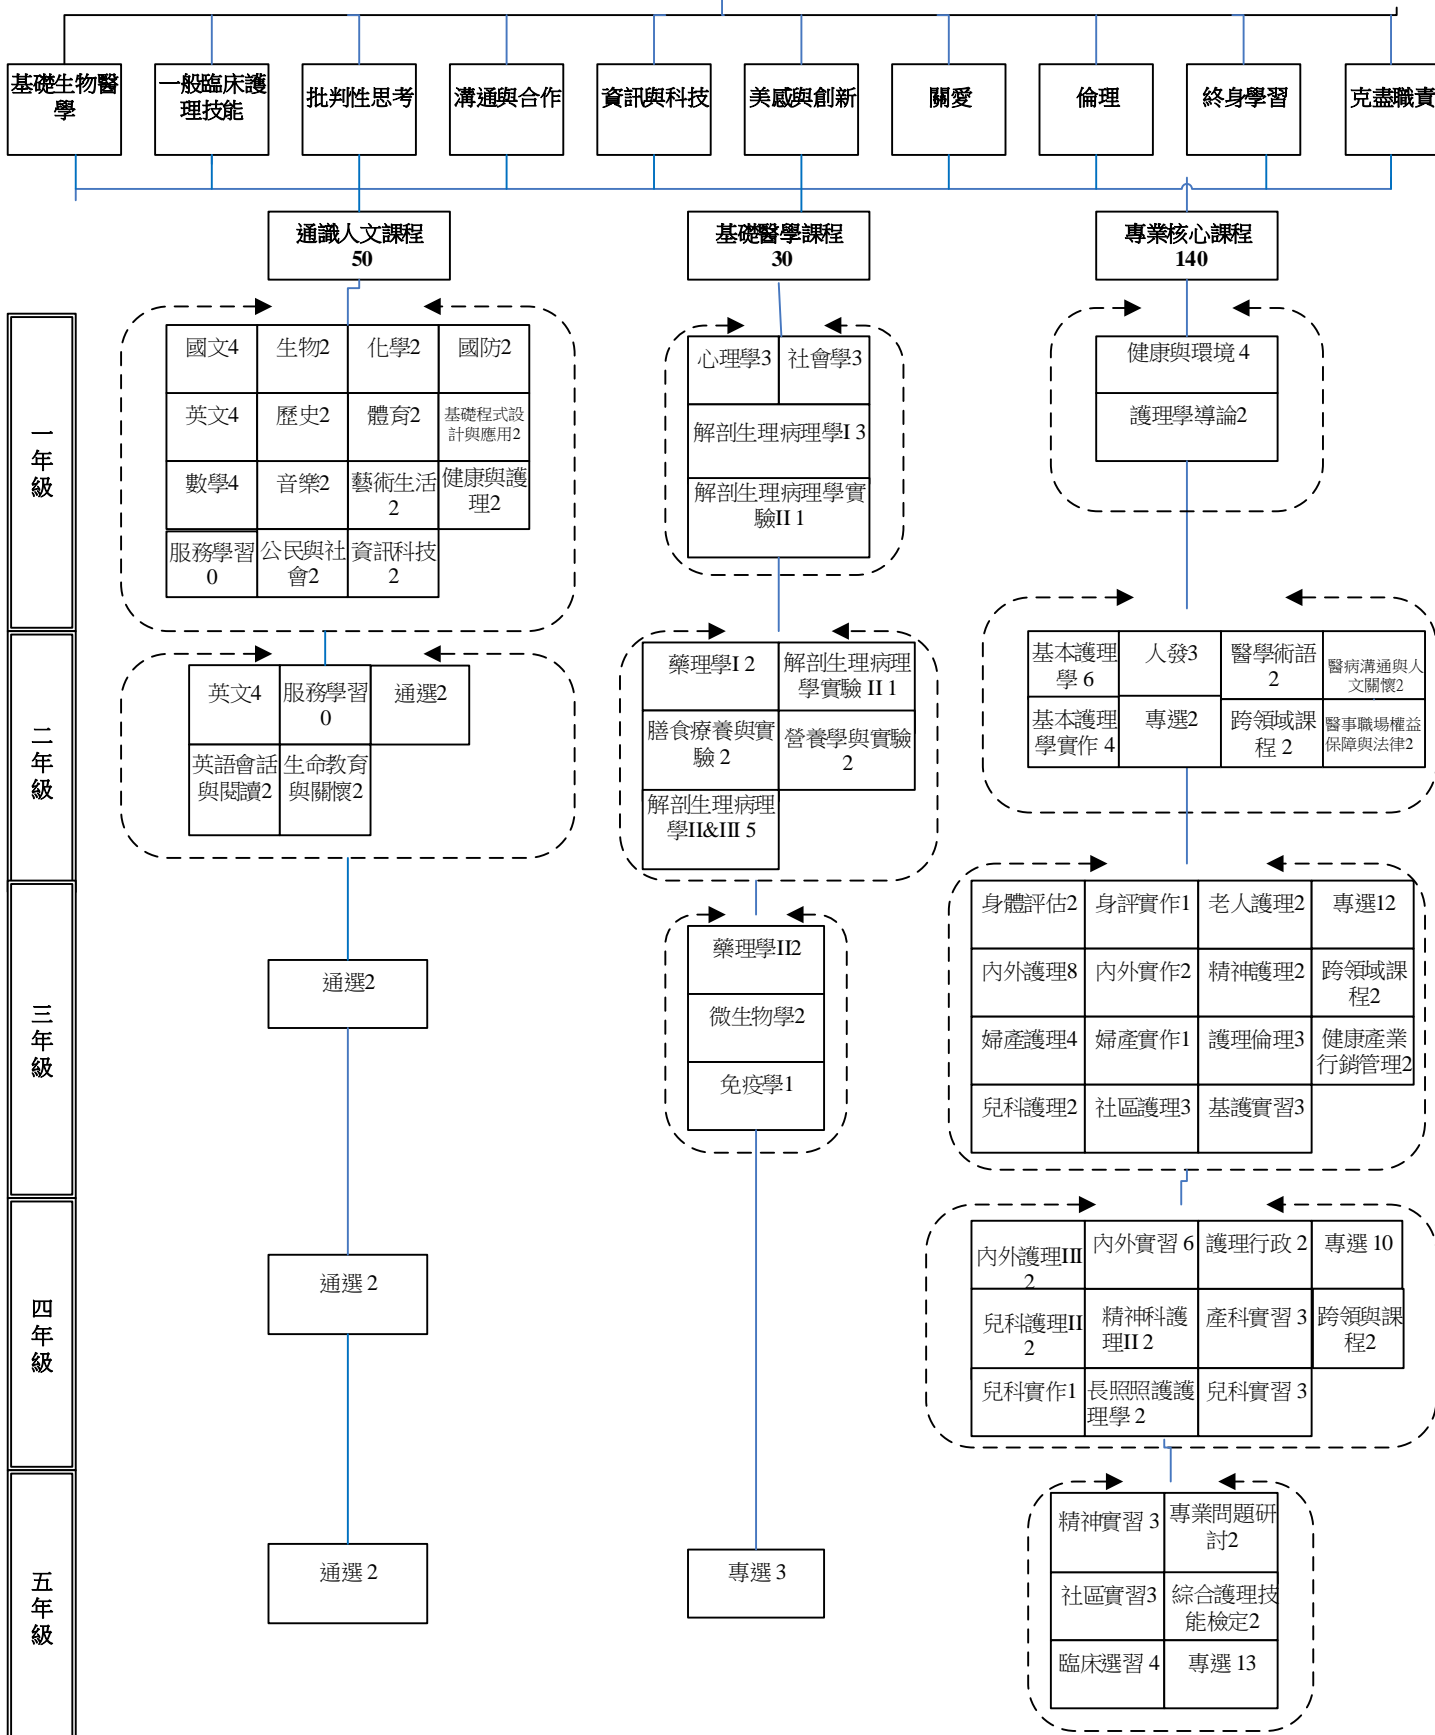 基礎生物醫
學
一般臨床護
理技能
批判性思考
溝通與合作
資訊與科技
美感與創新
關愛
倫理
終身學習
克盡職責
通識人文課程
50
基礎醫學課程
30
專業核心課程
140
一年級
國文4
生物2
化學2
國防2
英文4
歷史2
體育2
基礎程式設
計與應用2
數學4
音樂2
藝術生活
2
健康與護
理2
服務學習
0
公民與社
會2
資訊科技
2
心理學3
社會學3
解剖生理病理學I 3
解剖生理病理學實
驗II 1
健康與環境 4
護理學導論2
二年級
英文4
服務學習
0
通選2
英語會話
與閱讀2
生命教育
與關懷2
藥理學I 2
解剖生理病理
學實驗 II 1
膳食療養與實
驗 2
營養學與實驗
2
解剖生理病理
學II&III 5
基本護理
學 6
人發3
醫學術語
2
醫病溝通與人
文關懷2
基本護理
學實作 4
專選2
跨領域課
程 2
醫事職場權益
保障與法律2
三年級
通選2
藥理學II2
微生物學2
免疫學1
身體評估2
身評實作1
老人護理2
專選12
內外護理8
內外實作2
精神護理2
跨領域課
程2
婦產護理4
婦產實作1
護理倫理3
健康產業
行銷管理2
兒科護理2
社區護理3
基護實習3
四年級
通選 2
內外護理III
2
內外實習 6
護理行政 2
專選 10
兒科護理II
2
精神科護
理II 2
產科實習 3
跨領與課
程2
兒科實作1
長照照護護
理學 2
兒科實習 3
五年級
通選 2
專選 3
精神實習 3
專業問題研
討2
社區實習3
綜合護理技
能檢定2
臨床選習 4
專選 13